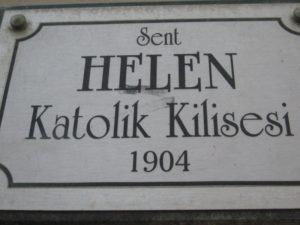 Sent
HELEN
Katolik Kilisesi
1904